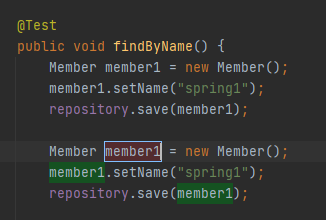 @Test
public void findByName() {
Member member1 = new Member();
member1.setName("spring1");
repository.save(member1);
Member member1 = new Member();
member1.setName("spring1");
repository.save(member1);